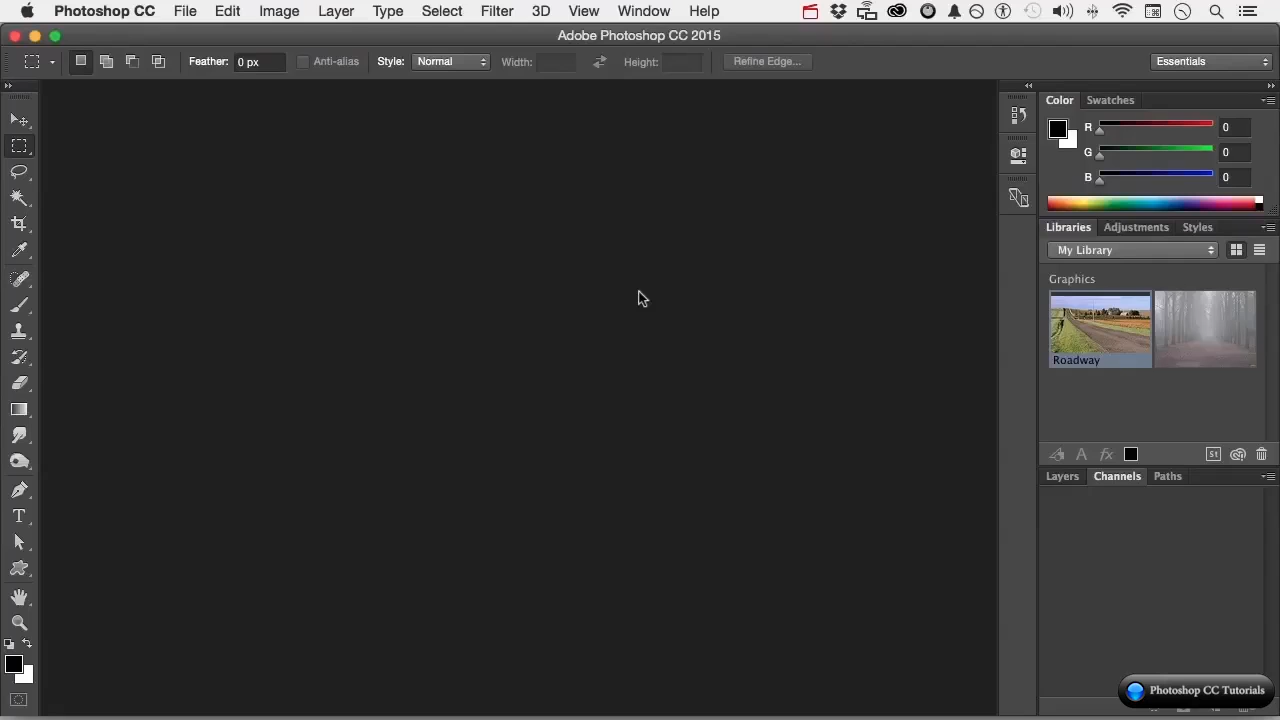 Photoshop CC File Edit Image Layer Type Select Filter 3D View Window Help
Adobe Photoshop CC 2015
Feather: 0 px Anti-alias Style: Normal Width: Height: Refine Edge... Essentials
Color Swatches
R 0
G 0
B 0
Libraries Adjustments Styles
My Library
Graphics
Roadway
A fx St
Layers Channels Paths
T
Photoshop CC Tutorials